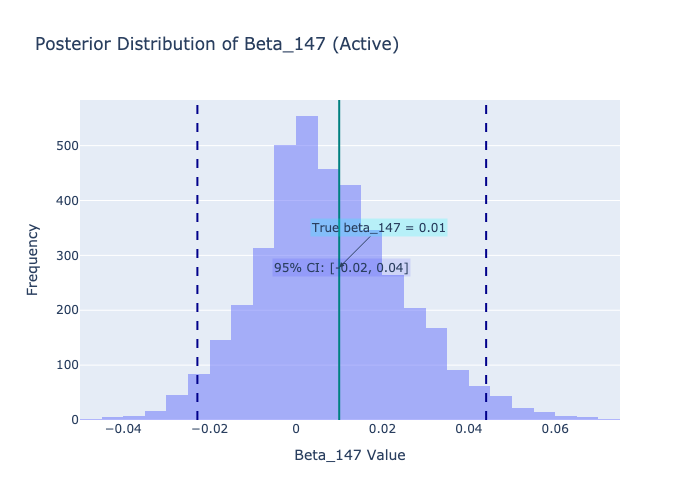 Posterior Distribution of Beta_147 (Active)
500
400
300
200
100
0
Frequency
True beta_147 = 0.01
95% CI: [-0.02, 0.04]
−0.04
−0.02
0
0.02
0.04
0.06
Beta_147 Value